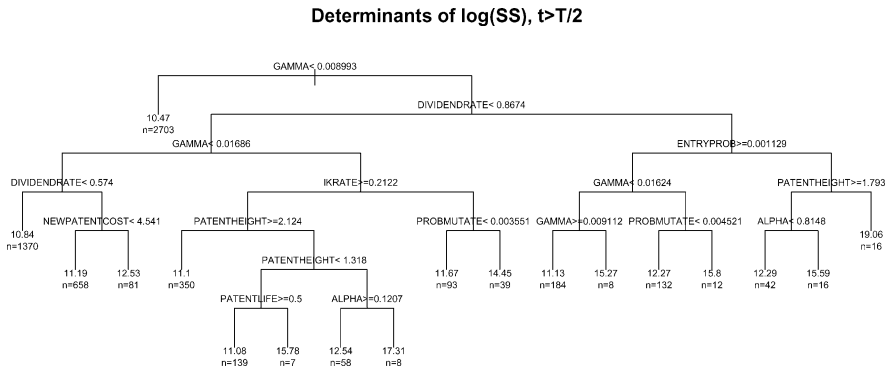 Determinants of log(SS), t>T/2
GAMMA< 0.008993
10.47
n=2703
DIVIDENDRATE< 0.8674
GAMMA< 0.01686
ENTRYPROB>=0.001129
DIVIDENDRATE< 0.574
IKRATE>=0.2122
GAMMA< 0.01624
PATENTHEIGHT>=1.793
10.84
n=1370
NEWPATENTCOST< 4.541
PATENTHEIGHT>=2.124
PROBMUTATE< 0.003551
GAMMA>=0.009112
PROBMUTATE< 0.004521
ALPHA< 0.8148
19.06
n=16
11.19
n=658
12.53
n=81
11.1
n=350
PATENTHEIGHT< 1.318
11.67
n=93
14.45
n=39
11.13
n=184
15.27
n=8
12.27
n=132
15.8
n=12
12.29
n=42
15.59
n=16
PATENTLIFE>=0.5
ALPHA>=0.1207
11.08
n=139
15.78
n=7
12.54
n=58
17.31
n=8